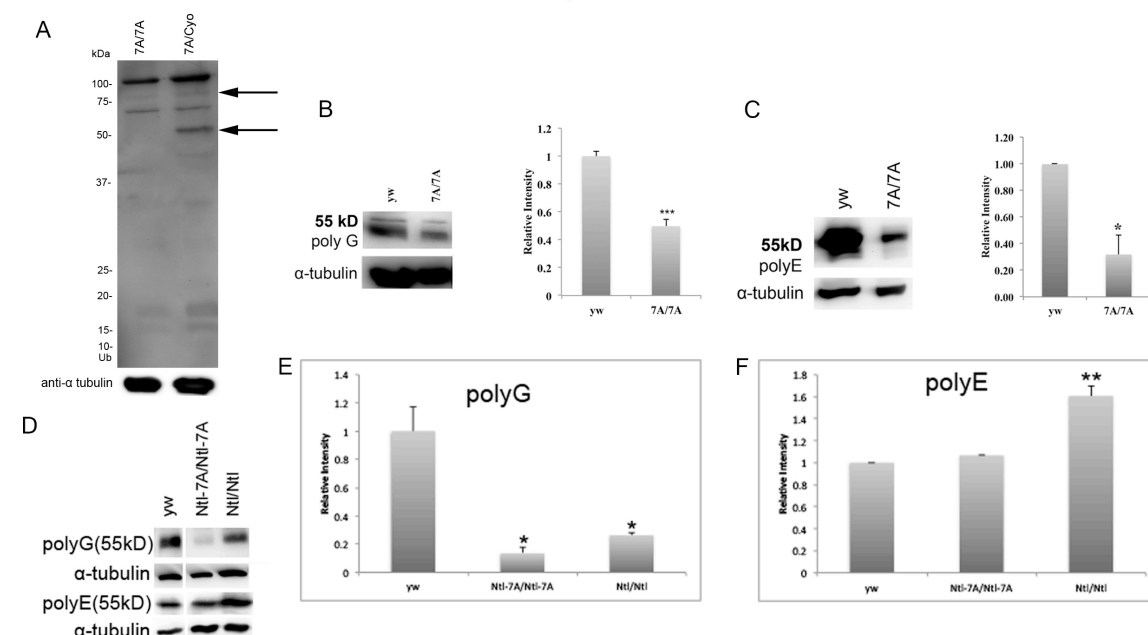 A
7A/7A
7A/Cyo
kDa
100-
75-
50-
37-
25-
20-
15-
10-
Ub
anti-α tubulin
B
yw
7A/7A
55 kD
poly G
α-tubulin
Relative Intensity
1.2
1
0.8
0.6
0.4
0.2
0
***
yw
7A/7A
C
yw
7A/7A
55kD
polyE
α-tubulin
Relative Intensity
1.20
1.00
0.80
0.60
0.40
0.20
0.00
*
yw
7A/7A
D
yw
Ntl-7A/Ntl-7A
Ntl/Ntl
polyG(55kD)
α-tubulin
polyE(55kD)
α-tubulin
E
polyG
Relative Intensity
1.4
1.2
1
0.8
0.6
0.4
0.2
0
*
*
yw
Ntl-7A/Ntl-7A
Ntl/Ntl
F
polyE
Relative Intensity
1.8
1.6
1.4
1.2
1
0.8
0.6
0.4
0.2
0
**
yw
Ntl-7A/Ntl-7A
Ntl/Ntl